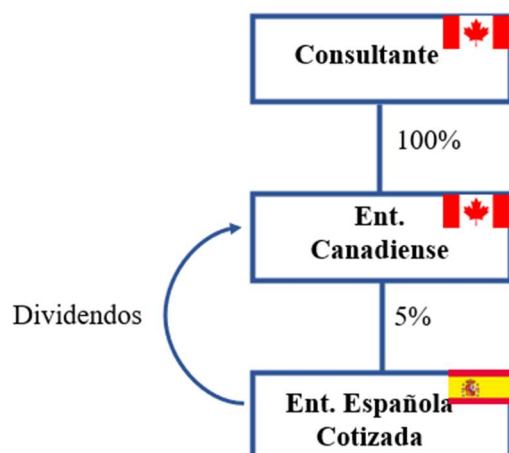 Consultante
100%
Ent.
Canadiense
Dividendos
5%
Ent. Española
Cotizada